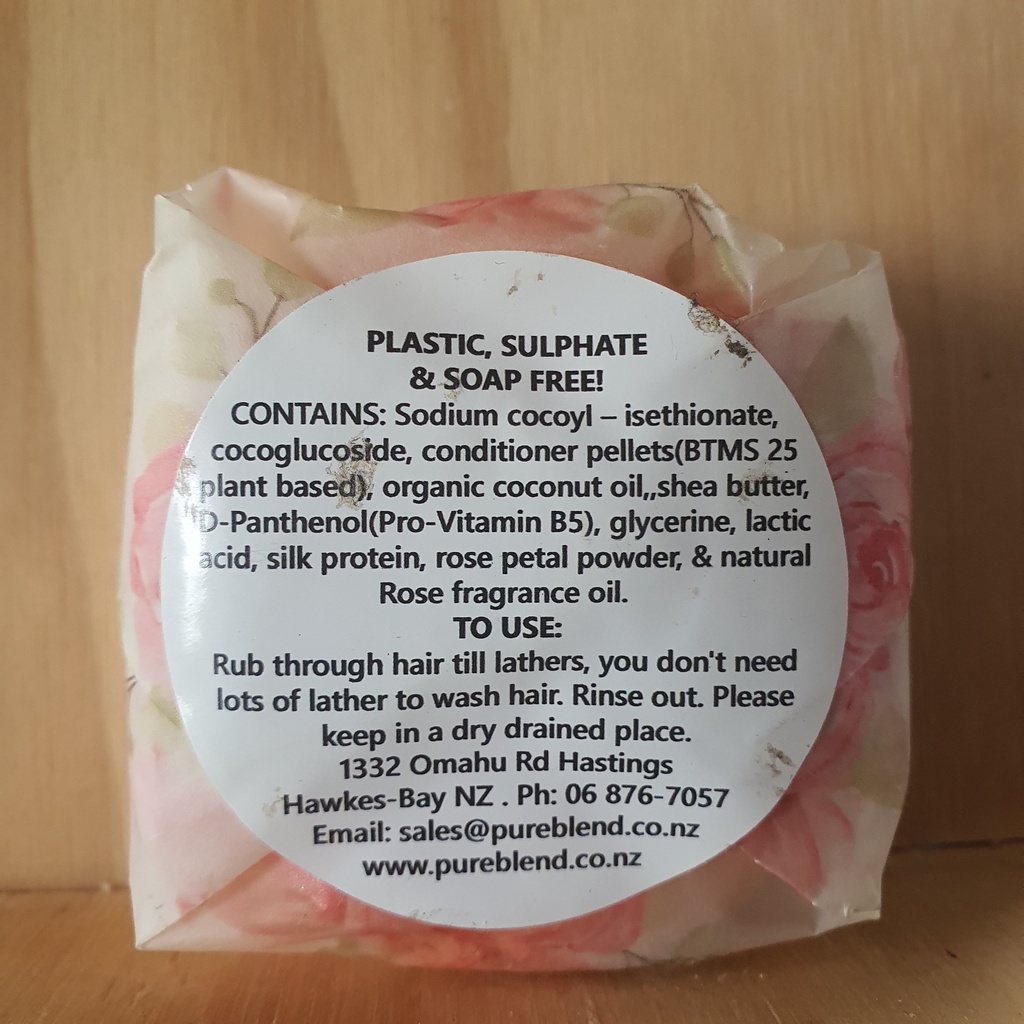 PLASTIC, SULPHATE
& SOAP FREE!
CONTAINS: Sodium cocoyl – isethionate,
cocoglucoside, conditioner pellets(BTMS 25
plant based), organic coconut oil,,shea butter,
D-Panthenol(Pro-Vitamin B5), glycerine, lactic
acid, silk protein, rose petal powder, & natural
Rose fragrance oil.
TO USE:
Rub through hair till lathers, you don't need
lots of lather to wash hair. Rinse out. Please
keep in a dry drained place.
1332 Omahu Rd Hastings
Hawkes-Bay NZ . Ph: 06 876-7057
Email: sales@pureblend.co.nz
www.pureblend.co.nz